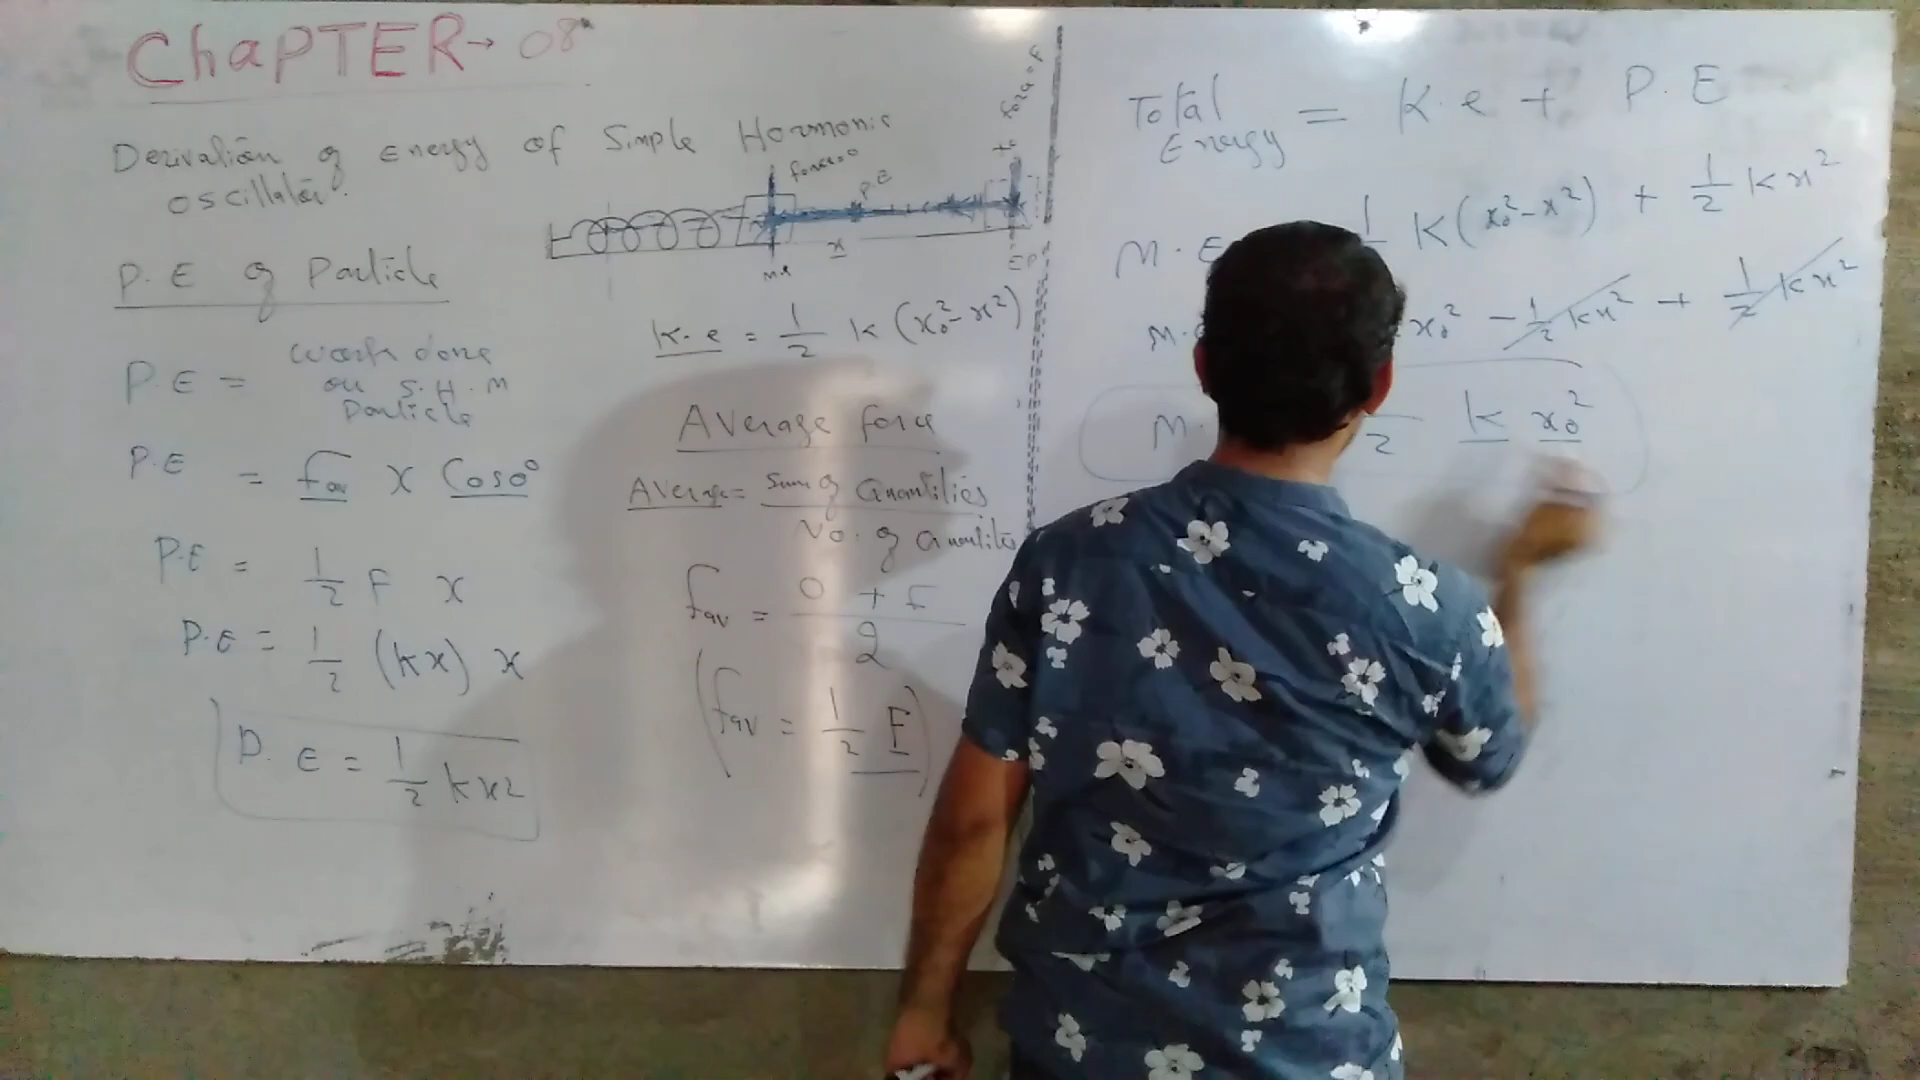 ChaPTER → 08
Derivation of Energy of Simple Harmonic
oscillator.
force=0
P.E
x
M.P
E.P
force = F
P.E of Particle
P.E = work done
on S.H.M
Particle
P.E = Fav x Cos0°
P.E = 1/2 F x
P.E = 1/2 (kx) x
P.E = 1/2 kx2
k.e = 1/2 k (x₀² - x²)
Average force
Average = Sum of Quantities
No. of Quantities
Fav = 0 + F
2
Fav = 1/2 F
Total
Energy = K.e + P.E
M.E K(x₀² - x²) + 1/2 kx²
M. x₀² - 1/2 kx² + 1/2 kx²
M. 2 k x₀²